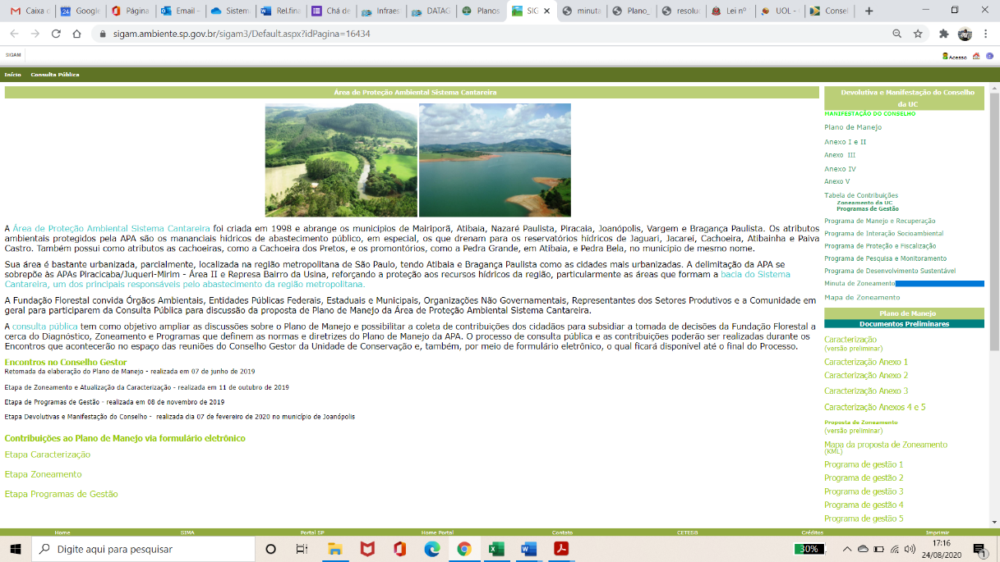 Caixa d
Google
Página
Email -
Sistem
Rel.fina
Chá de
Infraes
DATAG
Planos
SIG
minuta
Plano_
resoluc
Lei nº
UOL -
Consel
sigam.ambiente.sp.gov.br/sigam3/Default.aspx?idPagina=16434
SIGAM
Acesso
Início
Consulta Pública
Área de Proteção Ambiental Sistema Cantareira
A Área de Proteção Ambiental Sistema Cantareira foi criada em 1998 e abrange os municípios de Mairiporã, Atibaia, Nazaré Paulista, Piracaia, Joanópolis, Vargem e Bragança Paulista. Os atributos
ambientais protegidos pela APA são os mananciais hídricos de abastecimento público, em especial, os que drenam para os reservatórios hídricos de Jaguari, Jacareí, Cachoeira, Atibainha e Paiva
Castro. Também possui como atributos as cachoeiras, como a Cachoeira dos Pretos, e os promontórios, como a Pedra Grande, em Atibaia, e Pedra Bela, no município de mesmo nome.
Sua área é bastante urbanizada, parcialmente, localizada na região metropolitana de São Paulo, tendo Atibaia e Bragança Paulista como as cidades mais urbanizadas. A delimitação da APA se
sobrepõe às APAs Piracicaba/Juqueri-Mirim - Área II e Represa Bairro da Usina, reforçando a proteção aos recursos hídricos da região, particularmente as áreas que formam a bacia do Sistema
Cantareira, um dos principais responsáveis pelo abastecimento da região metropolitana.
A Fundação Florestal convida Órgãos Ambientais, Entidades Públicas Federais, Estaduais e Municipais, Organizações Não Governamentais, Representantes dos Setores Produtivos e a Comunidade em
geral para participarem da Consulta Pública para discussão da proposta de Plano de Manejo da Área de Proteção Ambiental Sistema Cantareira.
A consulta pública tem como objetivo ampliar as discussões sobre o Plano de Manejo e possibilitar a coleta de contribuições dos cidadãos para subsidiar a tomada de decisões da Fundação Florestal a
cerca do Diagnóstico, Zoneamento e Programas que definem as normas e diretrizes do Plano de Manejo da APA. O processo de consulta pública e as contribuições poderão ser realizadas durante os
Encontros que acontecerão no espaço das reuniões do Conselho Gestor da Unidade de Conservação e, também, por meio de formulário eletrônico, o qual ficará disponível até o final do Processo.
Encontros no Conselho Gestor
Retomada da elaboração do Plano de Manejo - realizada em 07 de junho de 2019
Etapa de Zoneamento e Atualização da Caracterização - realizada em 11 de outubro de 2019
Etapa de Programas de Gestão - realizada em 08 de novembro de 2019
Etapa Devolutivas e Manifestação do Conselho - realizada dia 07 de fevereiro de 2020 no município de Joanópolis
Contribuições ao Plano de Manejo via formulário eletrônico
Etapa Caracterização
Etapa Zoneamento
Etapa Programas de Gestão
Devolutiva e Manifestação do Conselho
da UC
MANIFESTAÇÃO DO CONSELHO
Plano de Manejo
Anexo I e II
Anexo III
Anexo IV
Anexo V
Tabela de Contribuições
Zoneamento da UC
Programas de Gestão
Programa de Manejo e Recuperação
Programa de Interação Socioambiental
Programa de Proteção e Fiscalização
Programa de Pesquisa e Monitoramento
Programa de Desenvolvimento Sustentável
Minuta de Zoneamento
Mapa de Zoneamento
Plano de Manejo
Documentos Preliminares
Caracterização
(versão preliminar)
Caracterização Anexo 1
Caracterização Anexo 2
Caracterização Anexo 3
Caracterização Anexos 4 e 5
Proposta de Zoneamento
(versão preliminar)
Mapa da proposta de Zoneamento
(KML)
Programa de gestão 1
Programa de gestão 2
Programa de gestão 3
Programa de gestão 4
Programa de gestão 5
Home
SIMA
Portal SP
Home Portal
Contato
CETESB
Créditos
Imprimir
Digite aqui para pesquisar
30%
17:16
24/08/2020